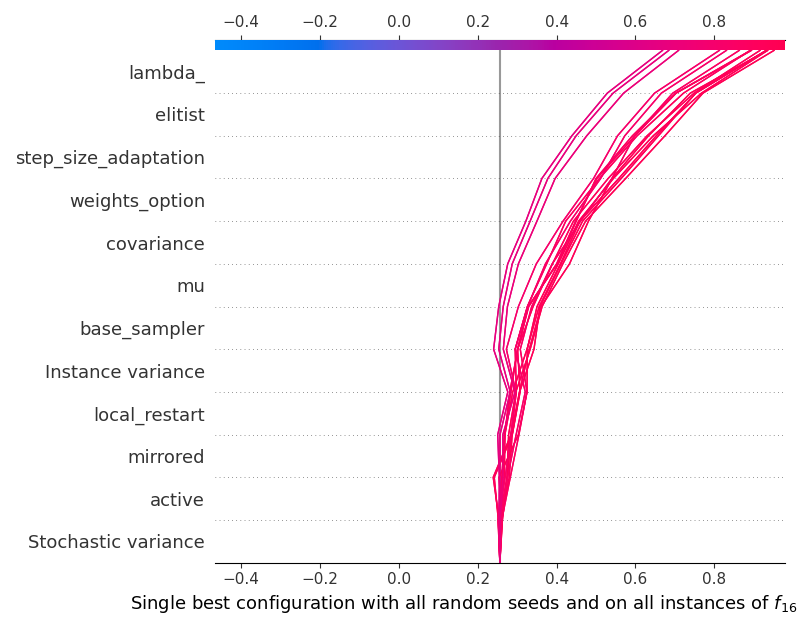 −0.4 −0.2 0.0 0.2 0.4 0.6 0.8
lambda_
elitist
step_size_adaptation
weights_option
covariance
mu
base_sampler
Instance variance
local_restart
mirrored
active
Stochastic variance
−0.4 −0.2 0.0 0.2 0.4 0.6 0.8
Single best configuration with all random seeds and on all instances of f16